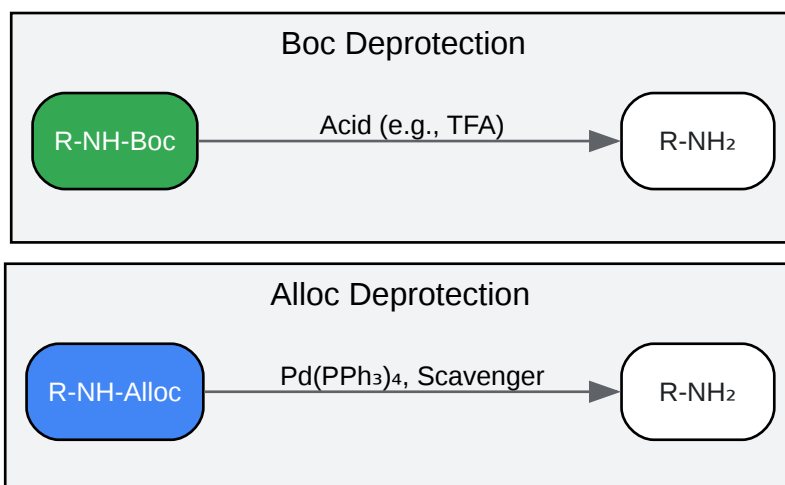 Boc Deprotection
R-NH-Boc
Acid (e.g., TFA)
R-NH₂
Alloc Deprotection
R-NH-Alloc
Pd(PPh₃)₄, Scavenger
R-NH₂